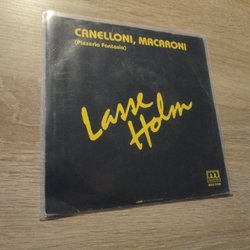 CANELLONI, MACARONI
(Pizzeria Fantasia)
Lasse
Holm